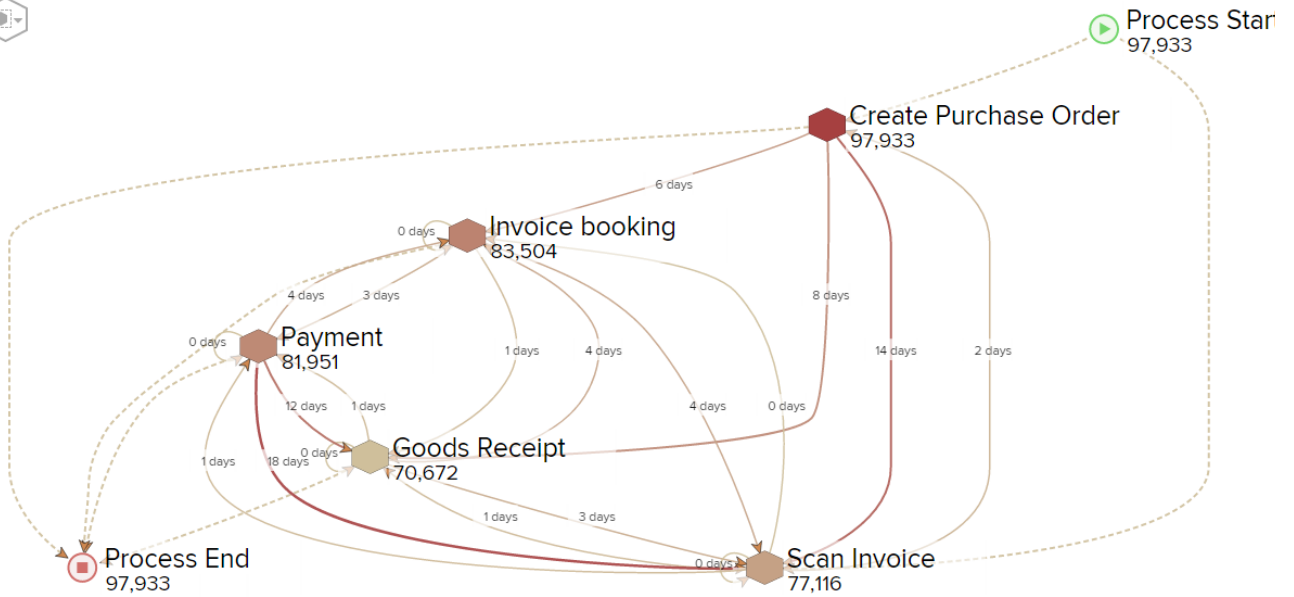 Process Start
97,933
Create Purchase Order
97,933
6 days
Invoice booking
83,504
0 days
4 days
3 days
8 days
Payment
81,951
0 days
1 days
4 days
14 days
2 days
12 days
1 days
4 days
0 days
Goods Receipt
70,672
0 days
1 days
18 days
1 days
3 days
Process End
97,933
Scan Invoice
77,116
0 days